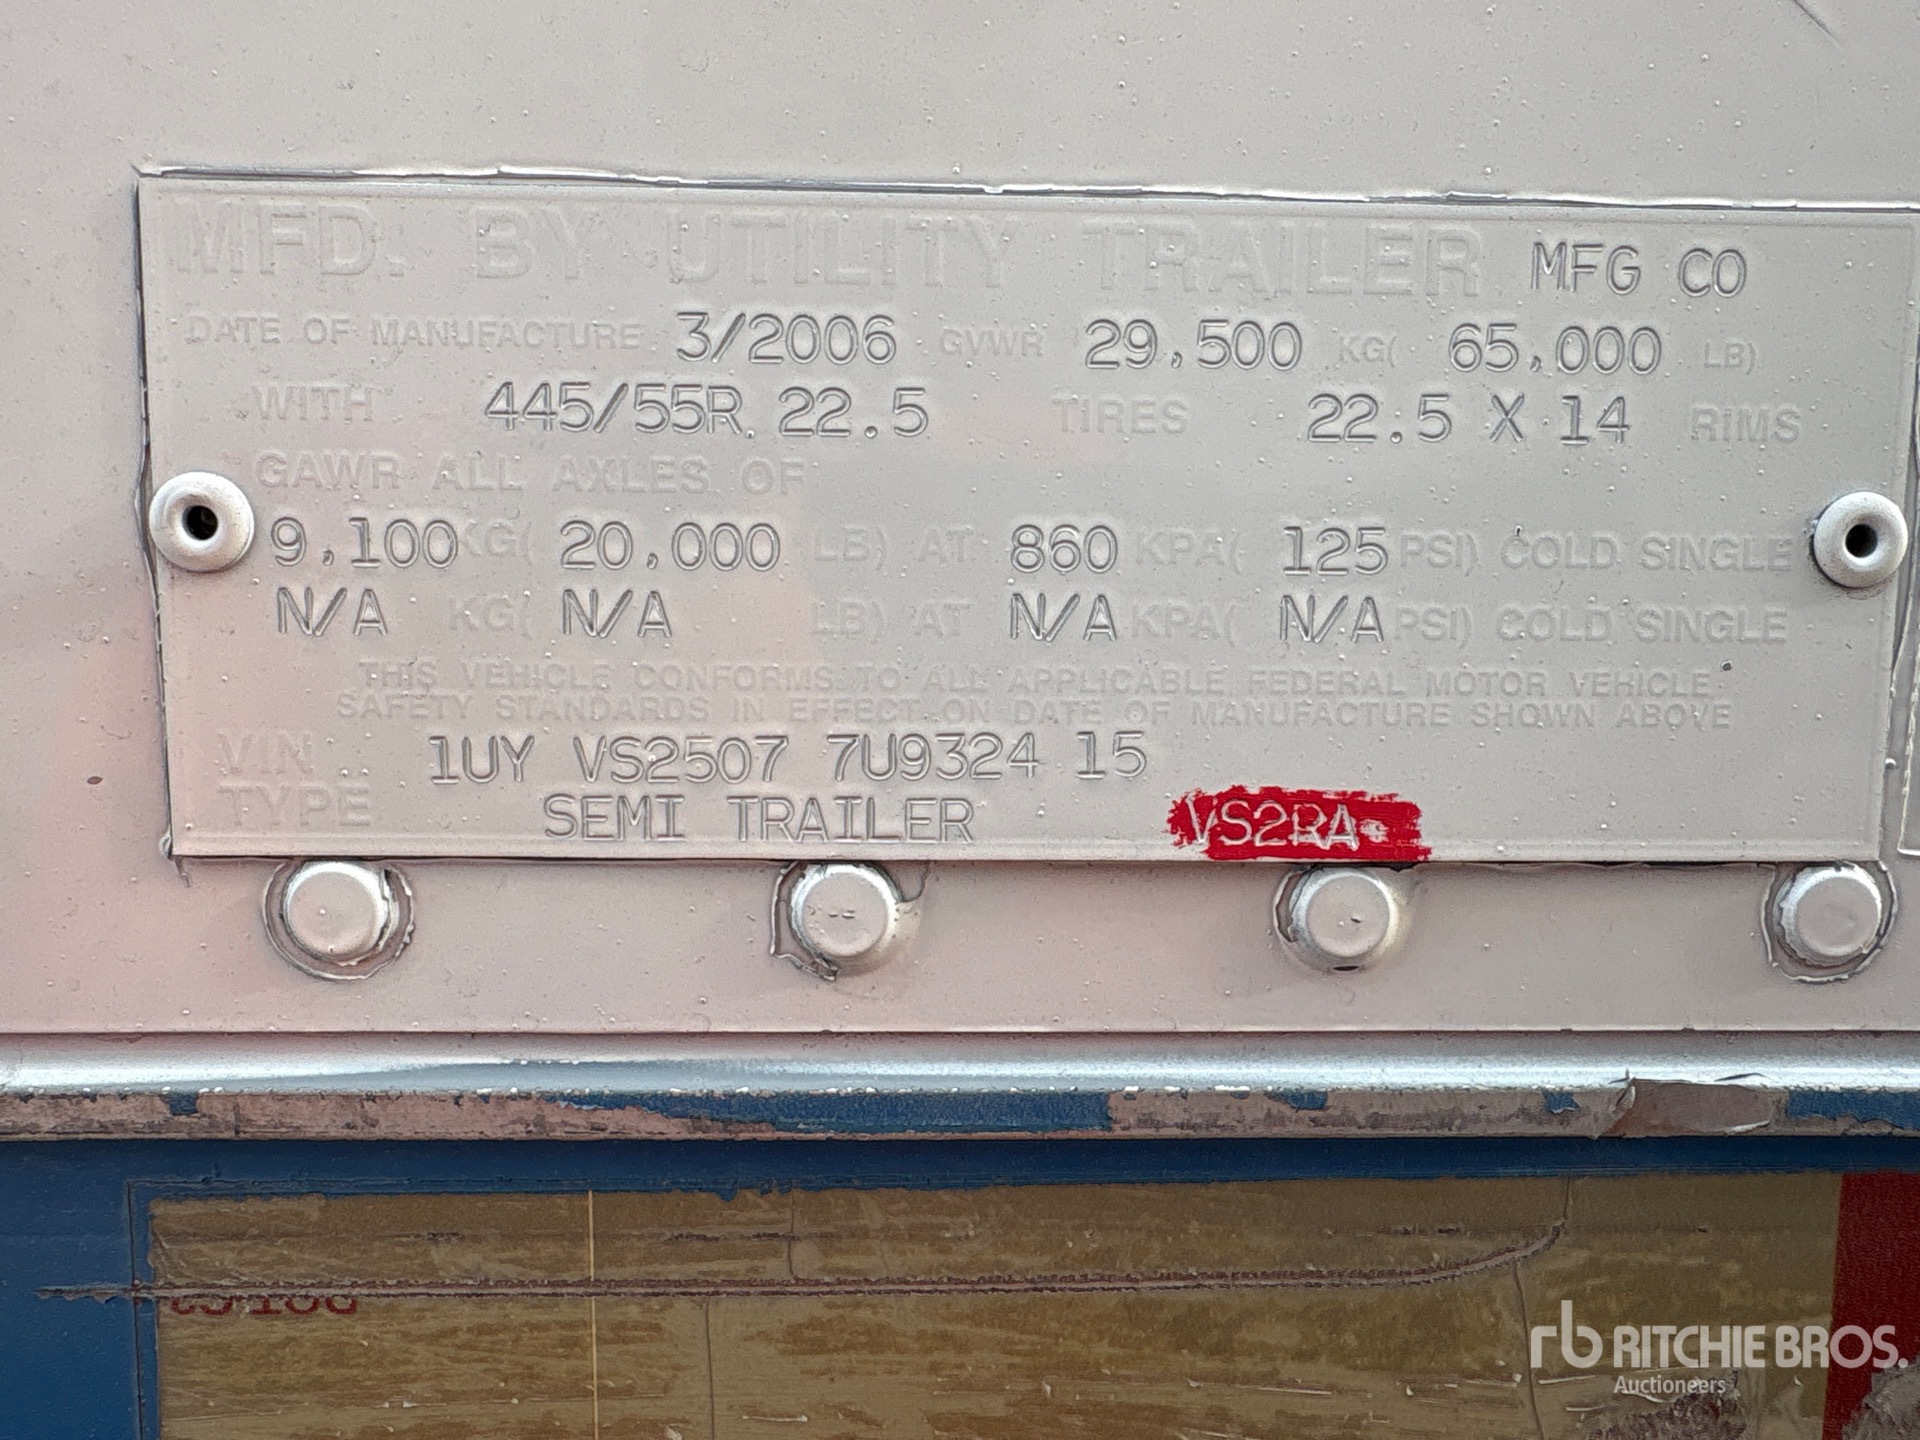 MFD. BY UTILITY TRAILER MFG CO
DATE OF MANUFACTURE 3/2006 GVWR 29,500 KG( 65,000 LB)
WITH 445/55R 22.5 TIRES 22.5 X 14 RIMS
GAWR ALL AXLES OF
9,100 KG( 20,000 LB) AT 860 KPA( 125 PSI) COLD SINGLE
N/A KG( N/A LB) AT N/A KPA( N/A PSI) COLD SINGLE
THIS VEHICLE CONFORMS TO ALL APPLICABLE FEDERAL MOTOR VEHICLE
SAFETY STANDARDS IN EFFECT ON DATE OF MANUFACTURE SHOWN ABOVE
VIN 1UY VS2507 7U9324 15
TYPE SEMI TRAILER VS2RA
rb RITCHIE BROS.
Auctioneers